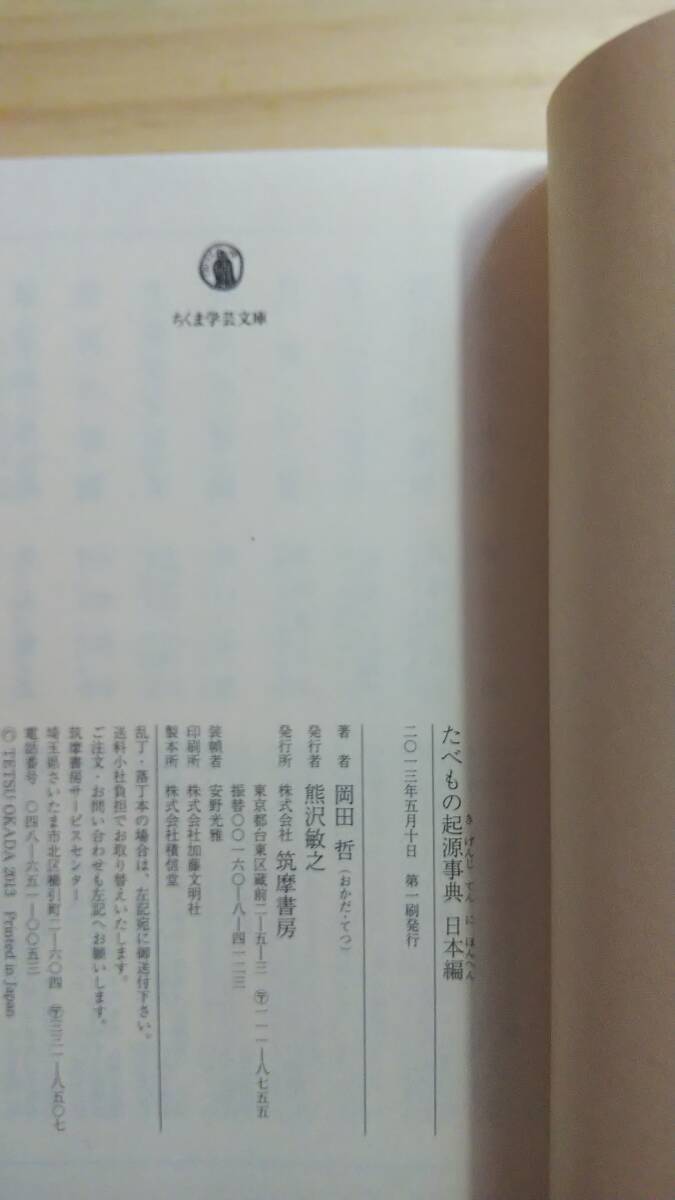 ちくま学芸文庫
たべもの起源事典 日本編
き げんじ てん に ほんへん
二〇一三年五月十日 第一刷発行
著 者 岡田 哲（おかだ・てつ）
発行者 熊沢敏之
発行所 株式会社 筑摩書房
東京都台東区蔵前二―五―三 〒一一一―八七五五
振替〇〇一六〇―八―四一二三
装幀者 安野光雅
印刷所 株式会社加藤文明社
製本所 株式会社積信堂
乱丁・落丁本の場合は、左記宛に御送付下さい。
送料小社負担でお取り替えいたします。
ご注文・お問い合わせも左記へお願いします。
筑摩書房サービスセンター
埼玉県さいたま市北区櫛引町二―六〇四 〒三三一―八五〇七
電話番号 〇四八―六五一―〇〇五三
© TETSU OKADA 2013 Printed in Japan